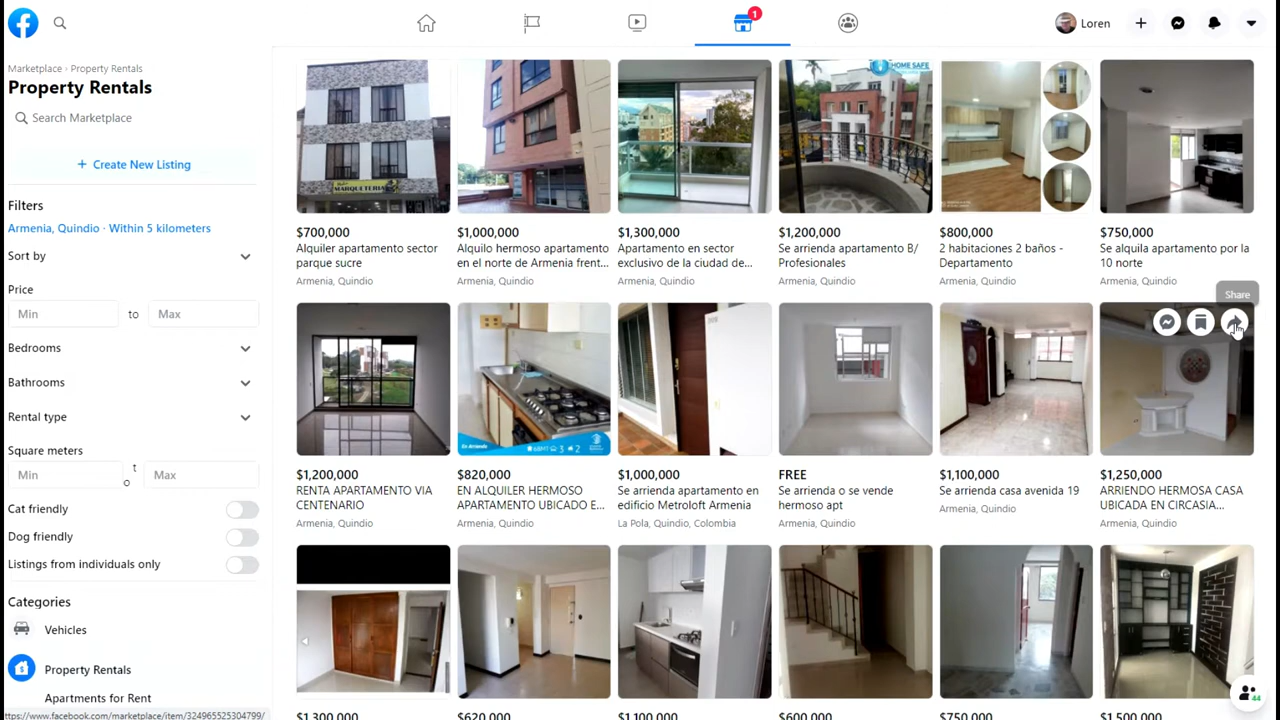 1
Loren
Marketplace · Property Rentals
Property Rentals
Search Marketplace
+ Create New Listing
Filters
Armenia, Quindio · Within 5 kilometers
Sort by
Price
Min to Max
Bedrooms
Bathrooms
Rental type
Square meters
Min to Max
Cat friendly
Dog friendly
Listings from individuals only
Categories
Vehicles
Property Rentals
Apartments for Rent
https://www.facebook.com/marketplace/item/324965525304799/
MARQUETERIA
HOME SAFE
$700,000
Alquiler apartamento sector
parque sucre
Armenia, Quindio
$1,000,000
Alquilo hermoso apartamento
en el norte de Armenia frent...
Armenia, Quindio
$1,300,000
Apartamento en sector
exclusivo de la ciudad de...
Armenia, Quindio
$1,200,000
Se arrienda apartamento B/
Profesionales
Armenia, Quindio
$800,000
2 habitaciones 2 baños -
Departamento
Armenia, Quindio
$750,000
Se alquila apartamento por la
10 norte
Armenia, Quindio
Share
En Arriendo
68M² 3 2
$1,200,000
RENTA APARTAMENTO VIA
CENTENARIO
Armenia, Quindio
$820,000
EN ALQUILER HERMOSO
APARTAMENTO UBICADO E...
Armenia, Quindio
$1,000,000
Se arrienda apartamento en
edificio Metroloft Armenia
La Pola, Quindio, Colombia
FREE
Se arrienda o se vende
hermoso apt
Armenia, Quindio
$1,100,000
Se arrienda casa avenida 19
Armenia, Quindio
$1,250,000
ARRIENDO HERMOSA CASA
UBICADA EN CIRCASIA...
Armenia, Quindio
$1,300,000
$620,000
$1,100,000
$600,000
$750,000
$1,500,000
44